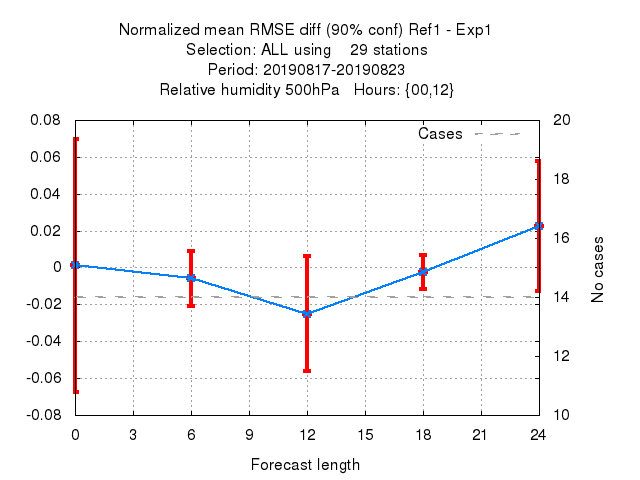 Normalized mean RMSE diff (90% conf) Ref1 - Exp1
Selection: ALL using    29 stations
Period: 20190817-20190823
Relative humidity 500hPa   Hours: {00,12}
Cases
0.08
0.06
0.04
0.02
0
-0.02
-0.04
-0.06
-0.08
20
18
16
14
12
10
No cases
0 3 6 9 12 15 18 21 24
Forecast length